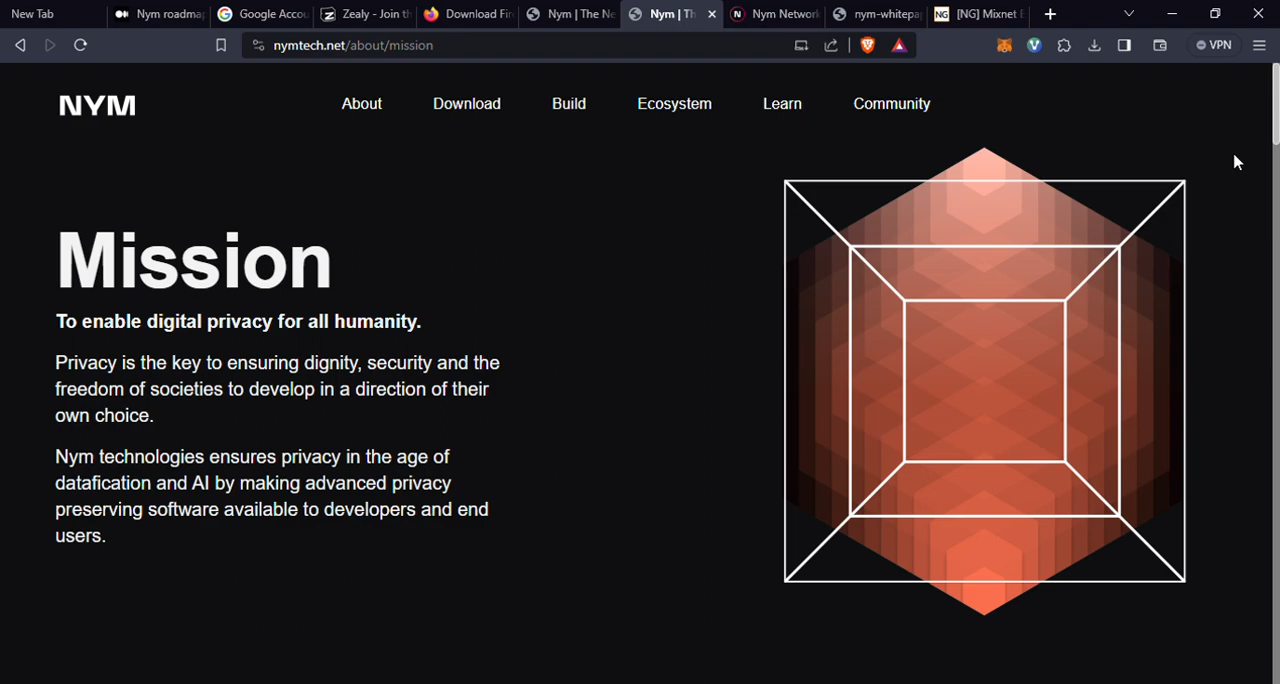 New Tab
Nym roadma
Google Accou
Zealy - Join th
Download Fir
Nym | The Ne
Nym | Th
Nym Network
nym-whitepa
[NG] Mixnet E
nymtech.net/about/mission
VPN
NYM
About
Download
Build
Ecosystem
Learn
Community
Mission
To enable digital privacy for all humanity.
Privacy is the key to ensuring dignity, security and the
freedom of societies to develop in a direction of their
own choice.
Nym technologies ensures privacy in the age of
datafication and AI by making advanced privacy
preserving software available to developers and end
users.